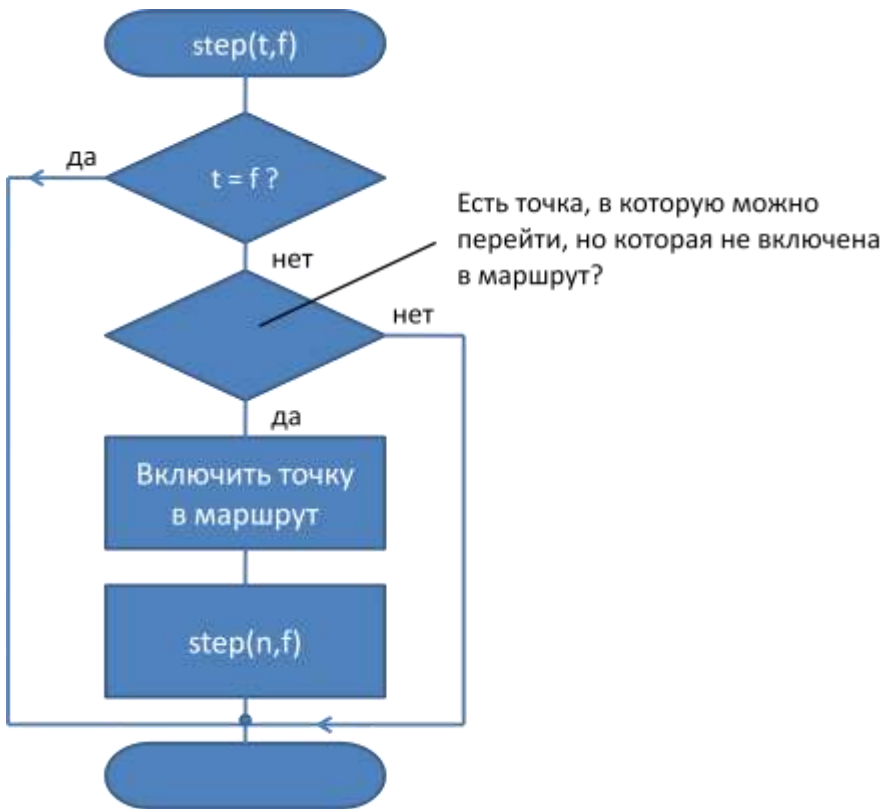 step(t,f)
да
t = f ?
Есть точка, в которую можно
перейти, но которая не включена
в маршрут?
нет
нет
да
Включить точку
в маршрут
step(n,f)